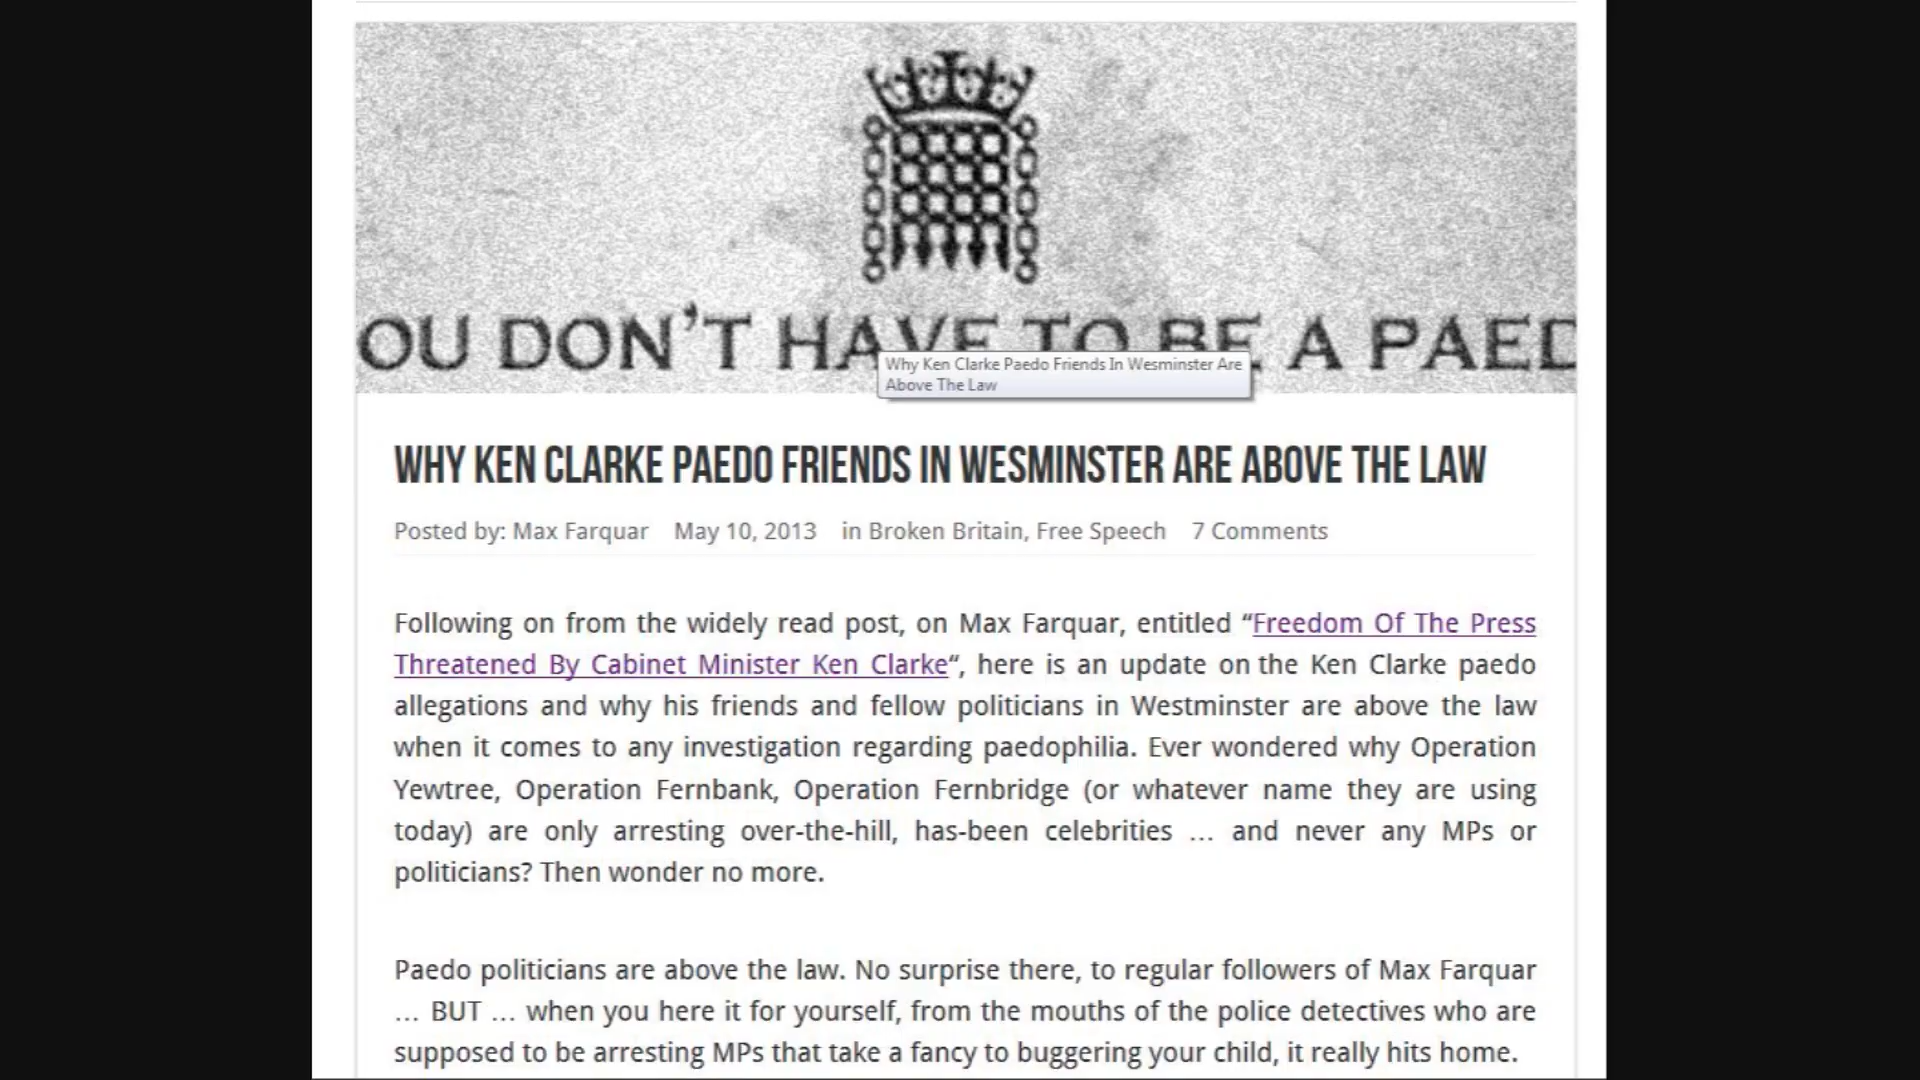 OU DON'T HAVE TO BE A PAED
Why Ken Clarke Paedo Friends In Wesminster Are
Above The Law
WHY KEN CLARKE PAEDO FRIENDS IN WESMINSTER ARE ABOVE THE LAW
Posted by: Max Farquar May 10, 2013 in Broken Britain, Free Speech 7 Comments
Following on from the widely read post, on Max Farquar, entitled “Freedom Of The Press
Threatened By Cabinet Minister Ken Clarke“, here is an update on the Ken Clarke paedo
allegations and why his friends and fellow politicians in Westminster are above the law
when it comes to any investigation regarding paedophilia. Ever wondered why Operation
Yewtree, Operation Fernbank, Operation Fernbridge (or whatever name they are using
today) are only arresting over-the-hill, has-been celebrities … and never any MPs or
politicians? Then wonder no more.
Paedo politicians are above the law. No surprise there, to regular followers of Max Farquar
… BUT … when you here it for yourself, from the mouths of the police detectives who are
supposed to be arresting MPs that take a fancy to buggering your child, it really hits home.